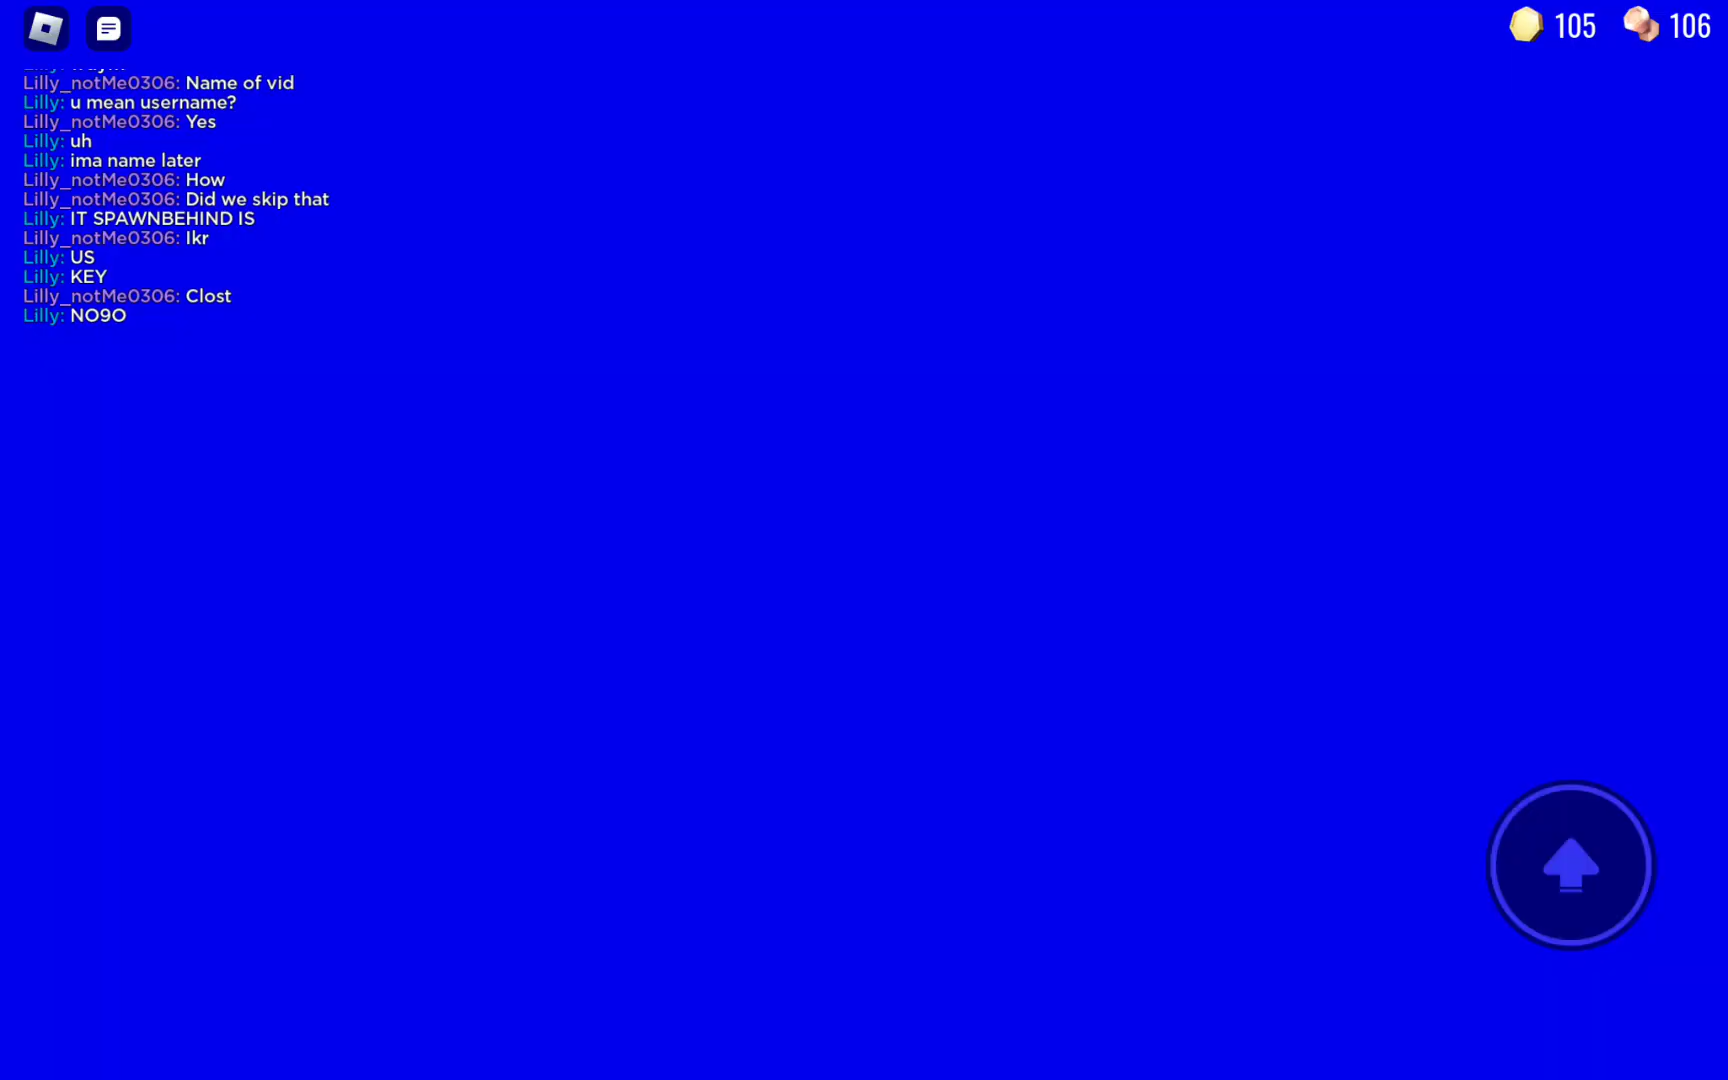 105
106
Lilly_notMe0306: Name of vid
Lilly: u mean username?
Lilly_notMe0306: Yes
Lilly: uh
Lilly: ima name later
Lilly_notMe0306: How
Lilly_notMe0306: Did we skip that
Lilly: IT SPAWNBEHIND IS
Lilly_notMe0306: Ikr
Lilly: US
Lilly: KEY
Lilly_notMe0306: Clost
Lilly: NO9O